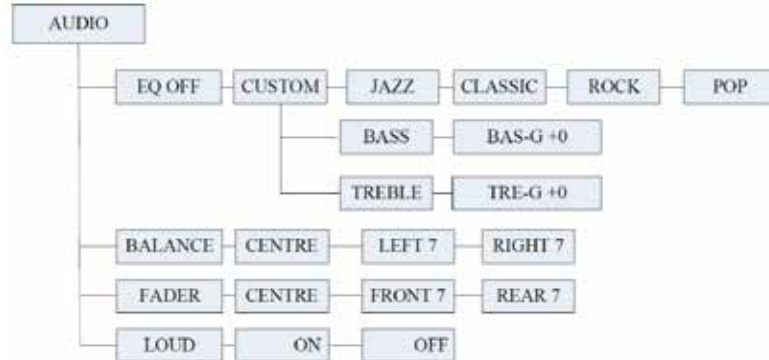 AUDIO
EQ OFF CUSTOM JAZZ CLASSIC ROCK POP
BASS BAS-G +0
TREBLE TRE-G +0
BALANCE CENTRE LEFT 7 RIGHT 7
FADER CENTRE FRONT 7 REAR 7
LOUD ON OFF